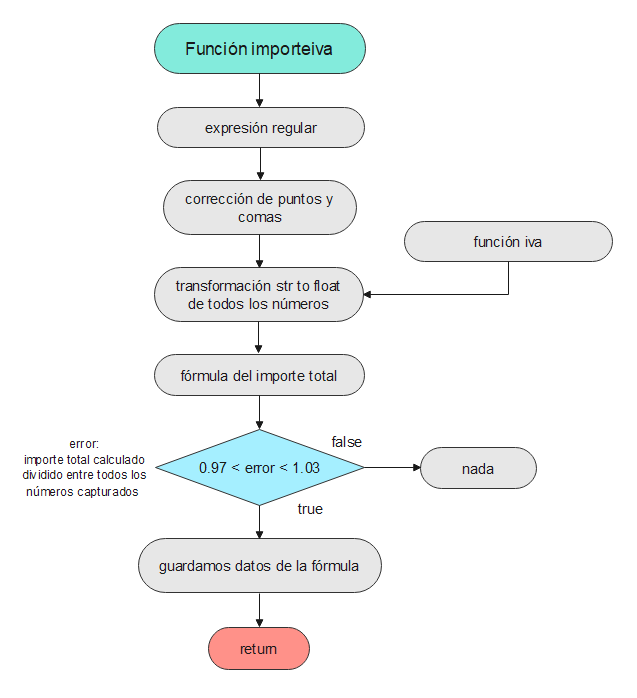 Función importeiva
expresión regular
corrección de puntos y
comas
función iva
transformación str to float
de todos los números
fórmula del importe total
error:
importe total calculado
dividido entre todos los
números capturados
0.97 < error < 1.03
false
nada
true
guardamos datos de la fórmula
return